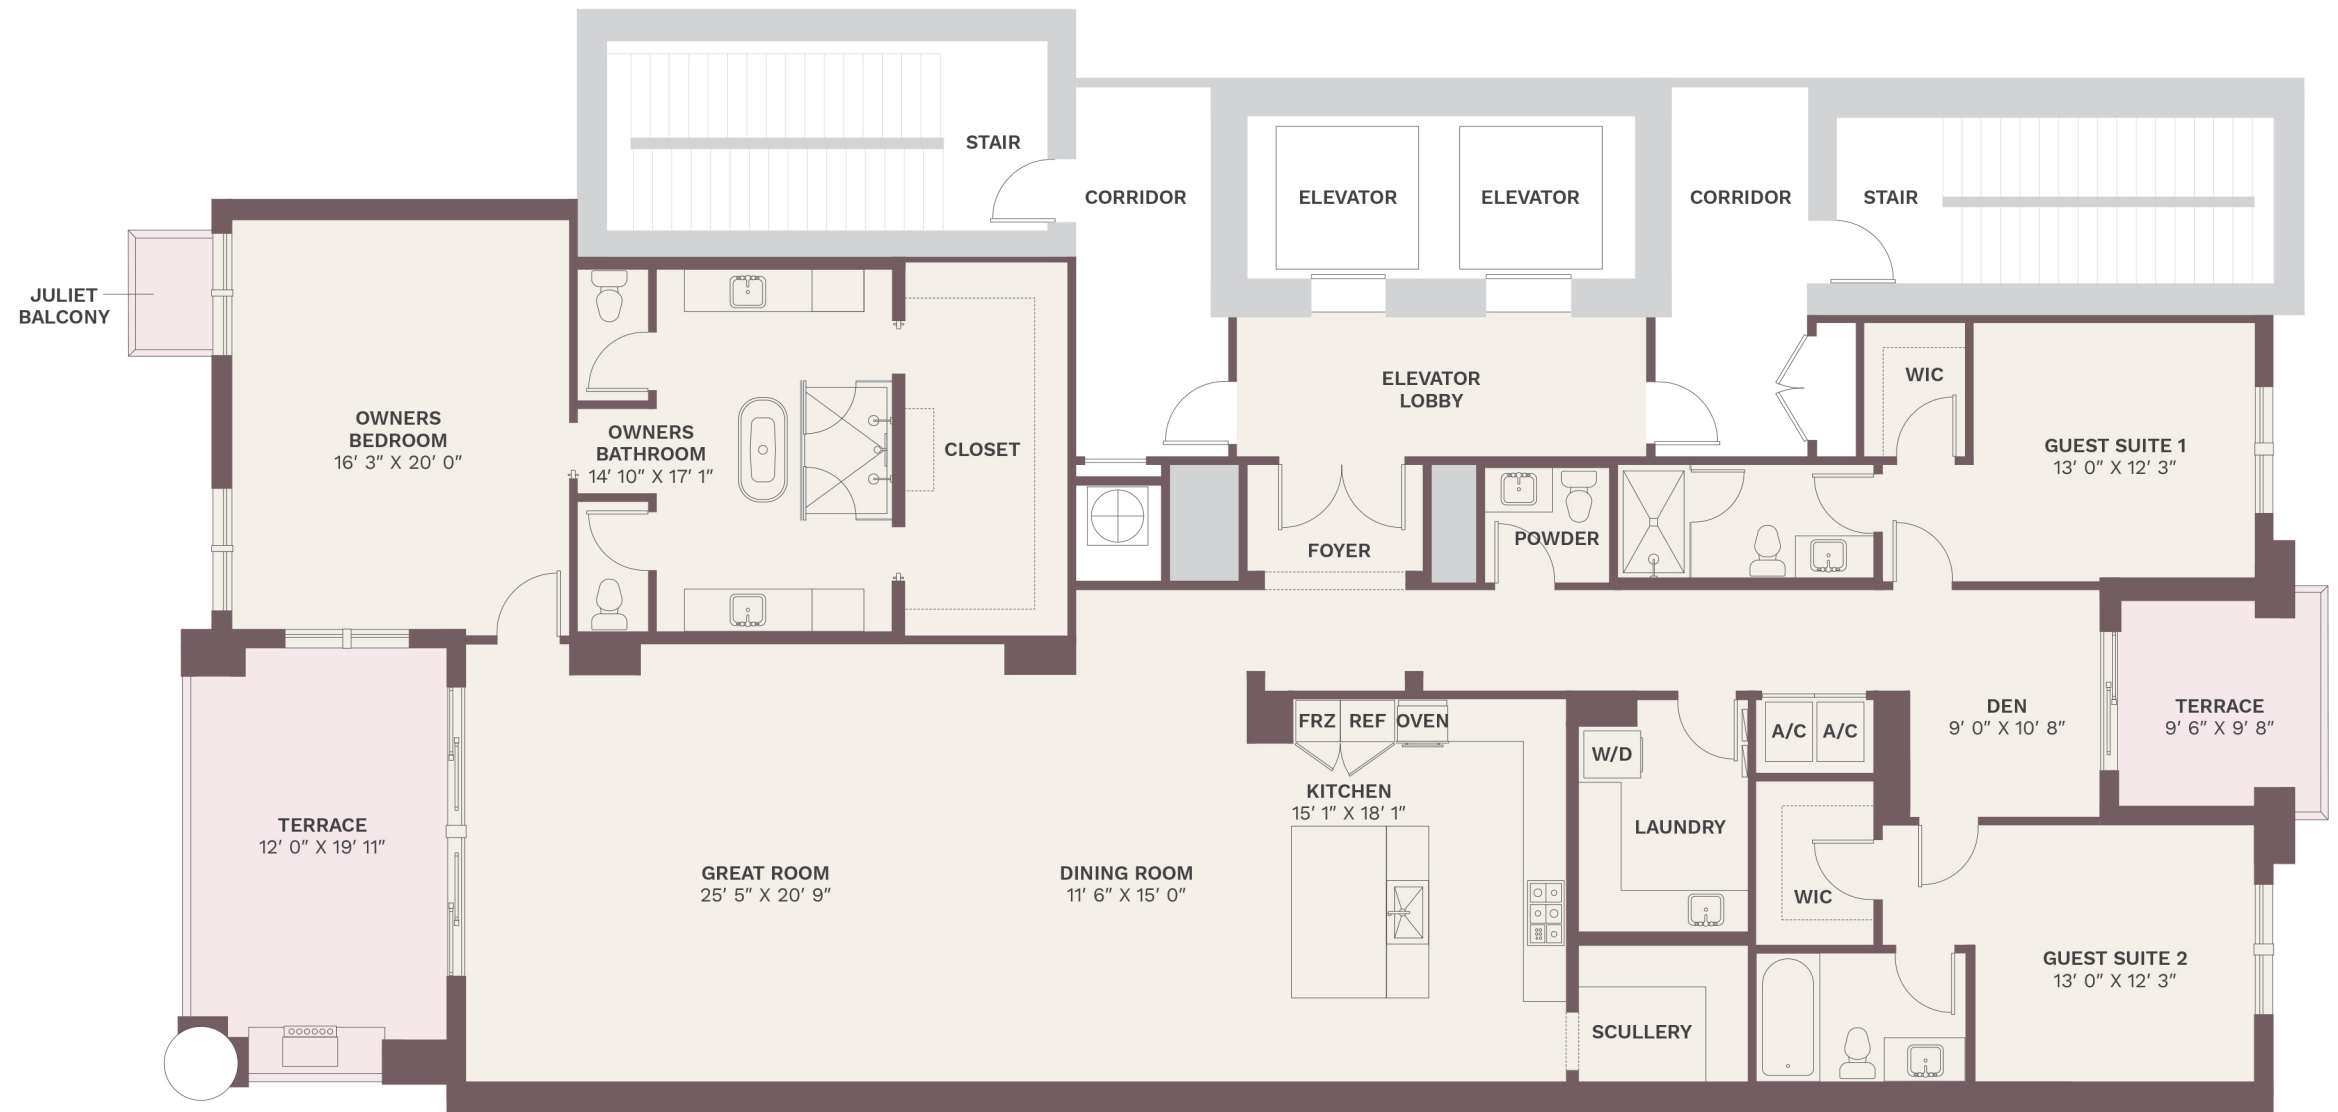 STAIR
CORRIDOR
ELEVATOR
ELEVATOR
CORRIDOR
STAIR
JULIET
BALCONY
OWNERS
BEDROOM
16' 3" X 20' 0"
OWNERS
BATHROOM
14' 10" X 17' 1"
CLOSET
ELEVATOR
LOBBY
WIC
GUEST SUITE 1
13' 0" X 12' 3"
FOYER
POWDER
FRZ
REF
OVEN
KITCHEN
15' 1" X 18' 1"
W/D
A/C
A/C
DEN
9' 0" X 10' 8"
TERRACE
9' 6" X 9' 8"
TERRACE
12' 0" X 19' 11"
GREAT ROOM
25' 5" X 20' 9"
DINING ROOM
11' 6" X 15' 0"
LAUNDRY
WIC
GUEST SUITE 2
13' 0" X 12' 3"
SCULLERY